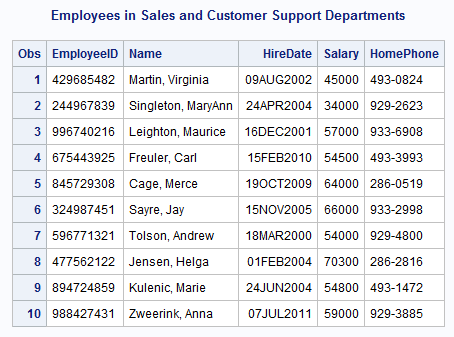 Employees in Sales and Customer Support Departments
Obs EmployeeID Name HireDate Salary HomePhone
1 429685482 Martin, Virginia 09AUG2002 45000 493-0824
2 244967839 Singleton, MaryAnn 24APR2004 34000 929-2623
3 996740216 Leighton, Maurice 16DEC2001 57000 933-6908
4 675443925 Freuler, Carl 15FEB2010 54500 493-3993
5 845729308 Cage, Merce 19OCT2009 64000 286-0519
6 324987451 Sayre, Jay 15NOV2005 66000 933-2998
7 596771321 Tolson, Andrew 18MAR2000 54000 929-4800
8 477562122 Jensen, Helga 01FEB2004 70300 286-2816
9 894724859 Kulenic, Marie 24JUN2004 54800 493-1472
10 988427431 Zweerink, Anna 07JUL2011 59000 929-3885